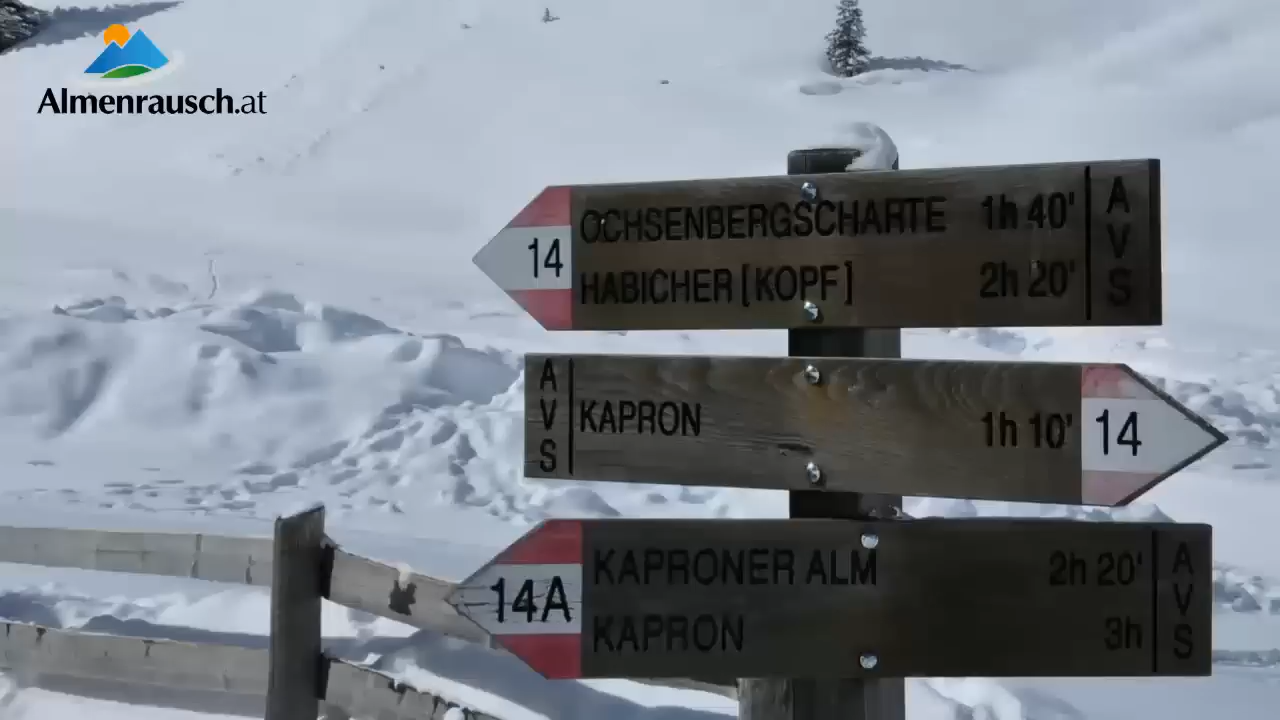 Almenrausch.at
OCHSENBERGSCHARTE 1h 40'
14
HABICHER [KOPF] 2h 20'
AVS
AVS
KAPRON 1h 10'
14
14A
KAPRONER ALM 2h 20'
KAPRON 3h
AVS